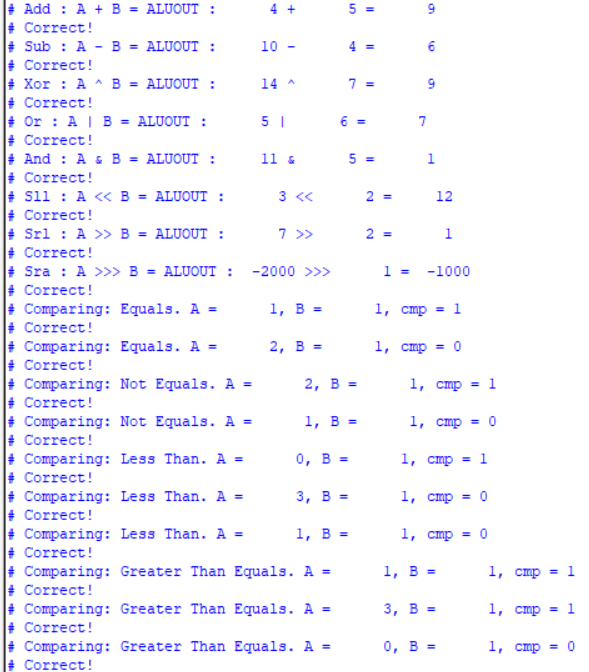 # Add : A + B = ALUOUT :      4 +      5 =      9
# Correct!
# Sub : A - B = ALUOUT :     10 -      4 =      6
# Correct!
# Xor : A ^ B = ALUOUT :     14 ^      7 =      9
# Correct!
# Or : A | B = ALUOUT :      5 |      6 =      7
# Correct!
# And : A & B = ALUOUT :     11 &      5 =      1
# Correct!
# Sll : A << B = ALUOUT :      3 <<      2 =     12
# Correct!
# Srl : A >> B = ALUOUT :      7 >>      2 =      1
# Correct!
# Sra : A >>> B = ALUOUT :  -2000 >>>      1 =  -1000
# Correct!
# Comparing: Equals. A =      1, B =      1, cmp = 1
# Correct!
# Comparing: Equals. A =      2, B =      1, cmp = 0
# Correct!
# Comparing: Not Equals. A =      2, B =      1, cmp = 1
# Correct!
# Comparing: Not Equals. A =      1, B =      1, cmp = 0
# Correct!
# Comparing: Less Than. A =      0, B =      1, cmp = 1
# Correct!
# Comparing: Less Than. A =      3, B =      1, cmp = 0
# Correct!
# Comparing: Less Than. A =      1, B =      1, cmp = 0
# Correct!
# Comparing: Greater Than Equals. A =      1, B =      1, cmp = 1
# Correct!
# Comparing: Greater Than Equals. A =      3, B =      1, cmp = 1
# Correct!
# Comparing: Greater Than Equals. A =      0, B =      1, cmp = 0
# Correct!